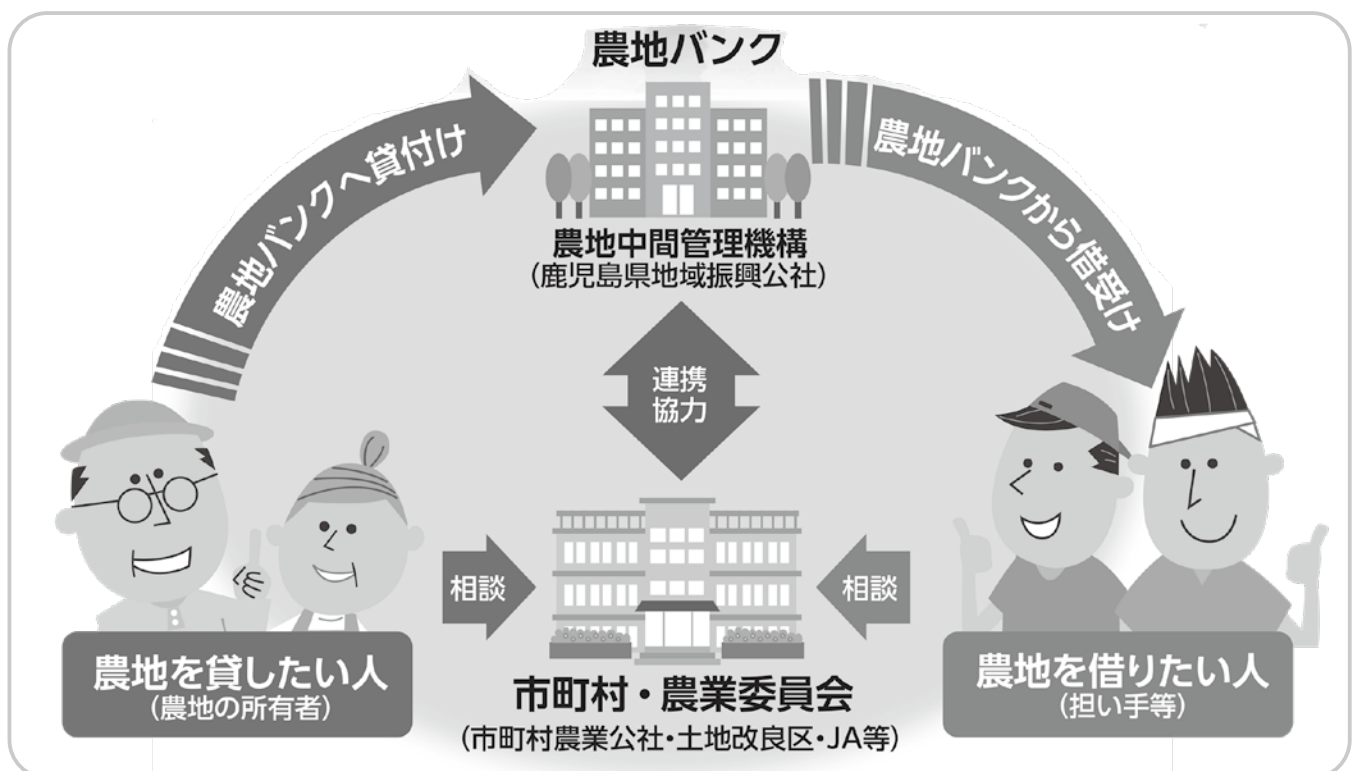 農地バンク
農地バンクへ貸付け
農地バンクから借受け
農地中間管理機構
(鹿児島県地域振興公社)
連携
協力
相談
相談
農地を貸したい人
(農地の所有者)
市町村・農業委員会
(市町村農業公社・土地改良区・JA等)
農地を借りたい人
(担い手等)